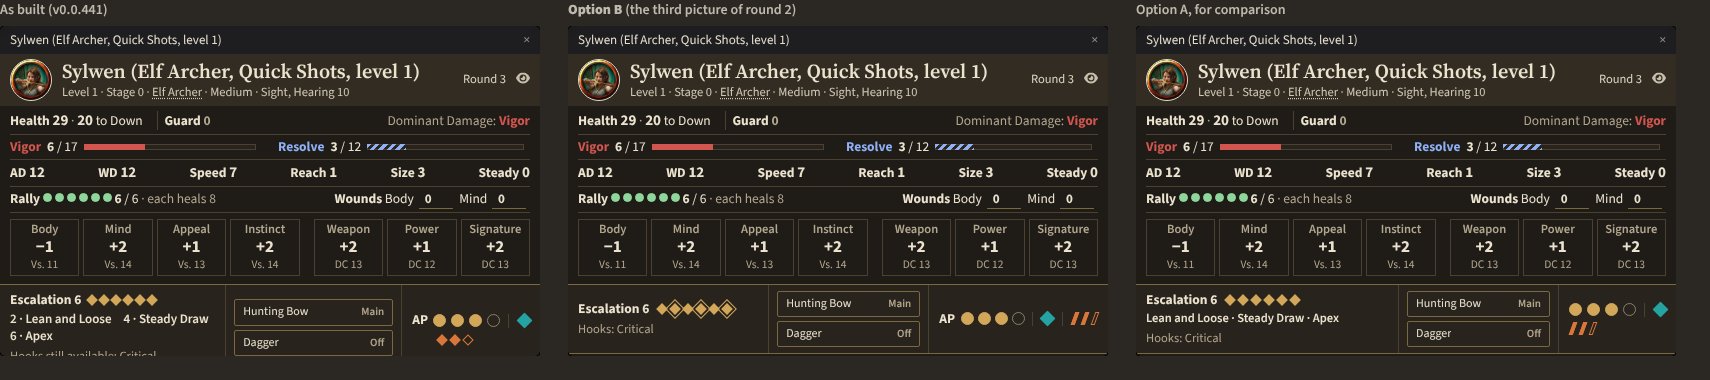 As built (v0.0.441)
Sylwen (Elf Archer, Quick Shots, level 1) ×
Sylwen (Elf Archer, Quick Shots, level 1) Round 3
Level 1 · Stage 0 · Elf Archer · Medium · Sight, Hearing 10
Health 29 · 20 to Down Guard 0 Dominant Damage: Vigor
Vigor 6 / 17 Resolve 3 / 12
AD 12 WD 12 Speed 7 Reach 1 Size 3 Steady 0
Rally 6 / 6 · each heals 8 Wounds Body 0 Mind 0
Body Mind Appeal Instinct Weapon Power Signature
−1 +2 +1 +2 +2 +1 +2
Vs. 11 Vs. 14 Vs. 13 Vs. 14 DC 13 DC 12 DC 13
Escalation 6
2 · Lean and Loose 4 · Steady Draw
6 · Apex
Hooks still available: Critical
Hunting Bow Main
Dagger Off
AP
Option B (the third picture of round 2)
Sylwen (Elf Archer, Quick Shots, level 1) ×
Sylwen (Elf Archer, Quick Shots, level 1) Round 3
Level 1 · Stage 0 · Elf Archer · Medium · Sight, Hearing 10
Health 29 · 20 to Down Guard 0 Dominant Damage: Vigor
Vigor 6 / 17 Resolve 3 / 12
AD 12 WD 12 Speed 7 Reach 1 Size 3 Steady 0
Rally 6 / 6 · each heals 8 Wounds Body 0 Mind 0
Body Mind Appeal Instinct Weapon Power Signature
−1 +2 +1 +2 +2 +1 +2
Vs. 11 Vs. 14 Vs. 13 Vs. 14 DC 13 DC 12 DC 13
Escalation 6
Hooks: Critical
Hunting Bow Main
Dagger Off
AP
Option A, for comparison
Sylwen (Elf Archer, Quick Shots, level 1) ×
Sylwen (Elf Archer, Quick Shots, level 1) Round 3
Level 1 · Stage 0 · Elf Archer · Medium · Sight, Hearing 10
Health 29 · 20 to Down Guard 0 Dominant Damage: Vigor
Vigor 6 / 17 Resolve 3 / 12
AD 12 WD 12 Speed 7 Reach 1 Size 3 Steady 0
Rally 6 / 6 · each heals 8 Wounds Body 0 Mind 0
Body Mind Appeal Instinct Weapon Power Signature
−1 +2 +1 +2 +2 +1 +2
Vs. 11 Vs. 14 Vs. 13 Vs. 14 DC 13 DC 12 DC 13
Escalation 6
Lean and Loose · Steady Draw · Apex
Hooks: Critical
Hunting Bow Main
Dagger Off